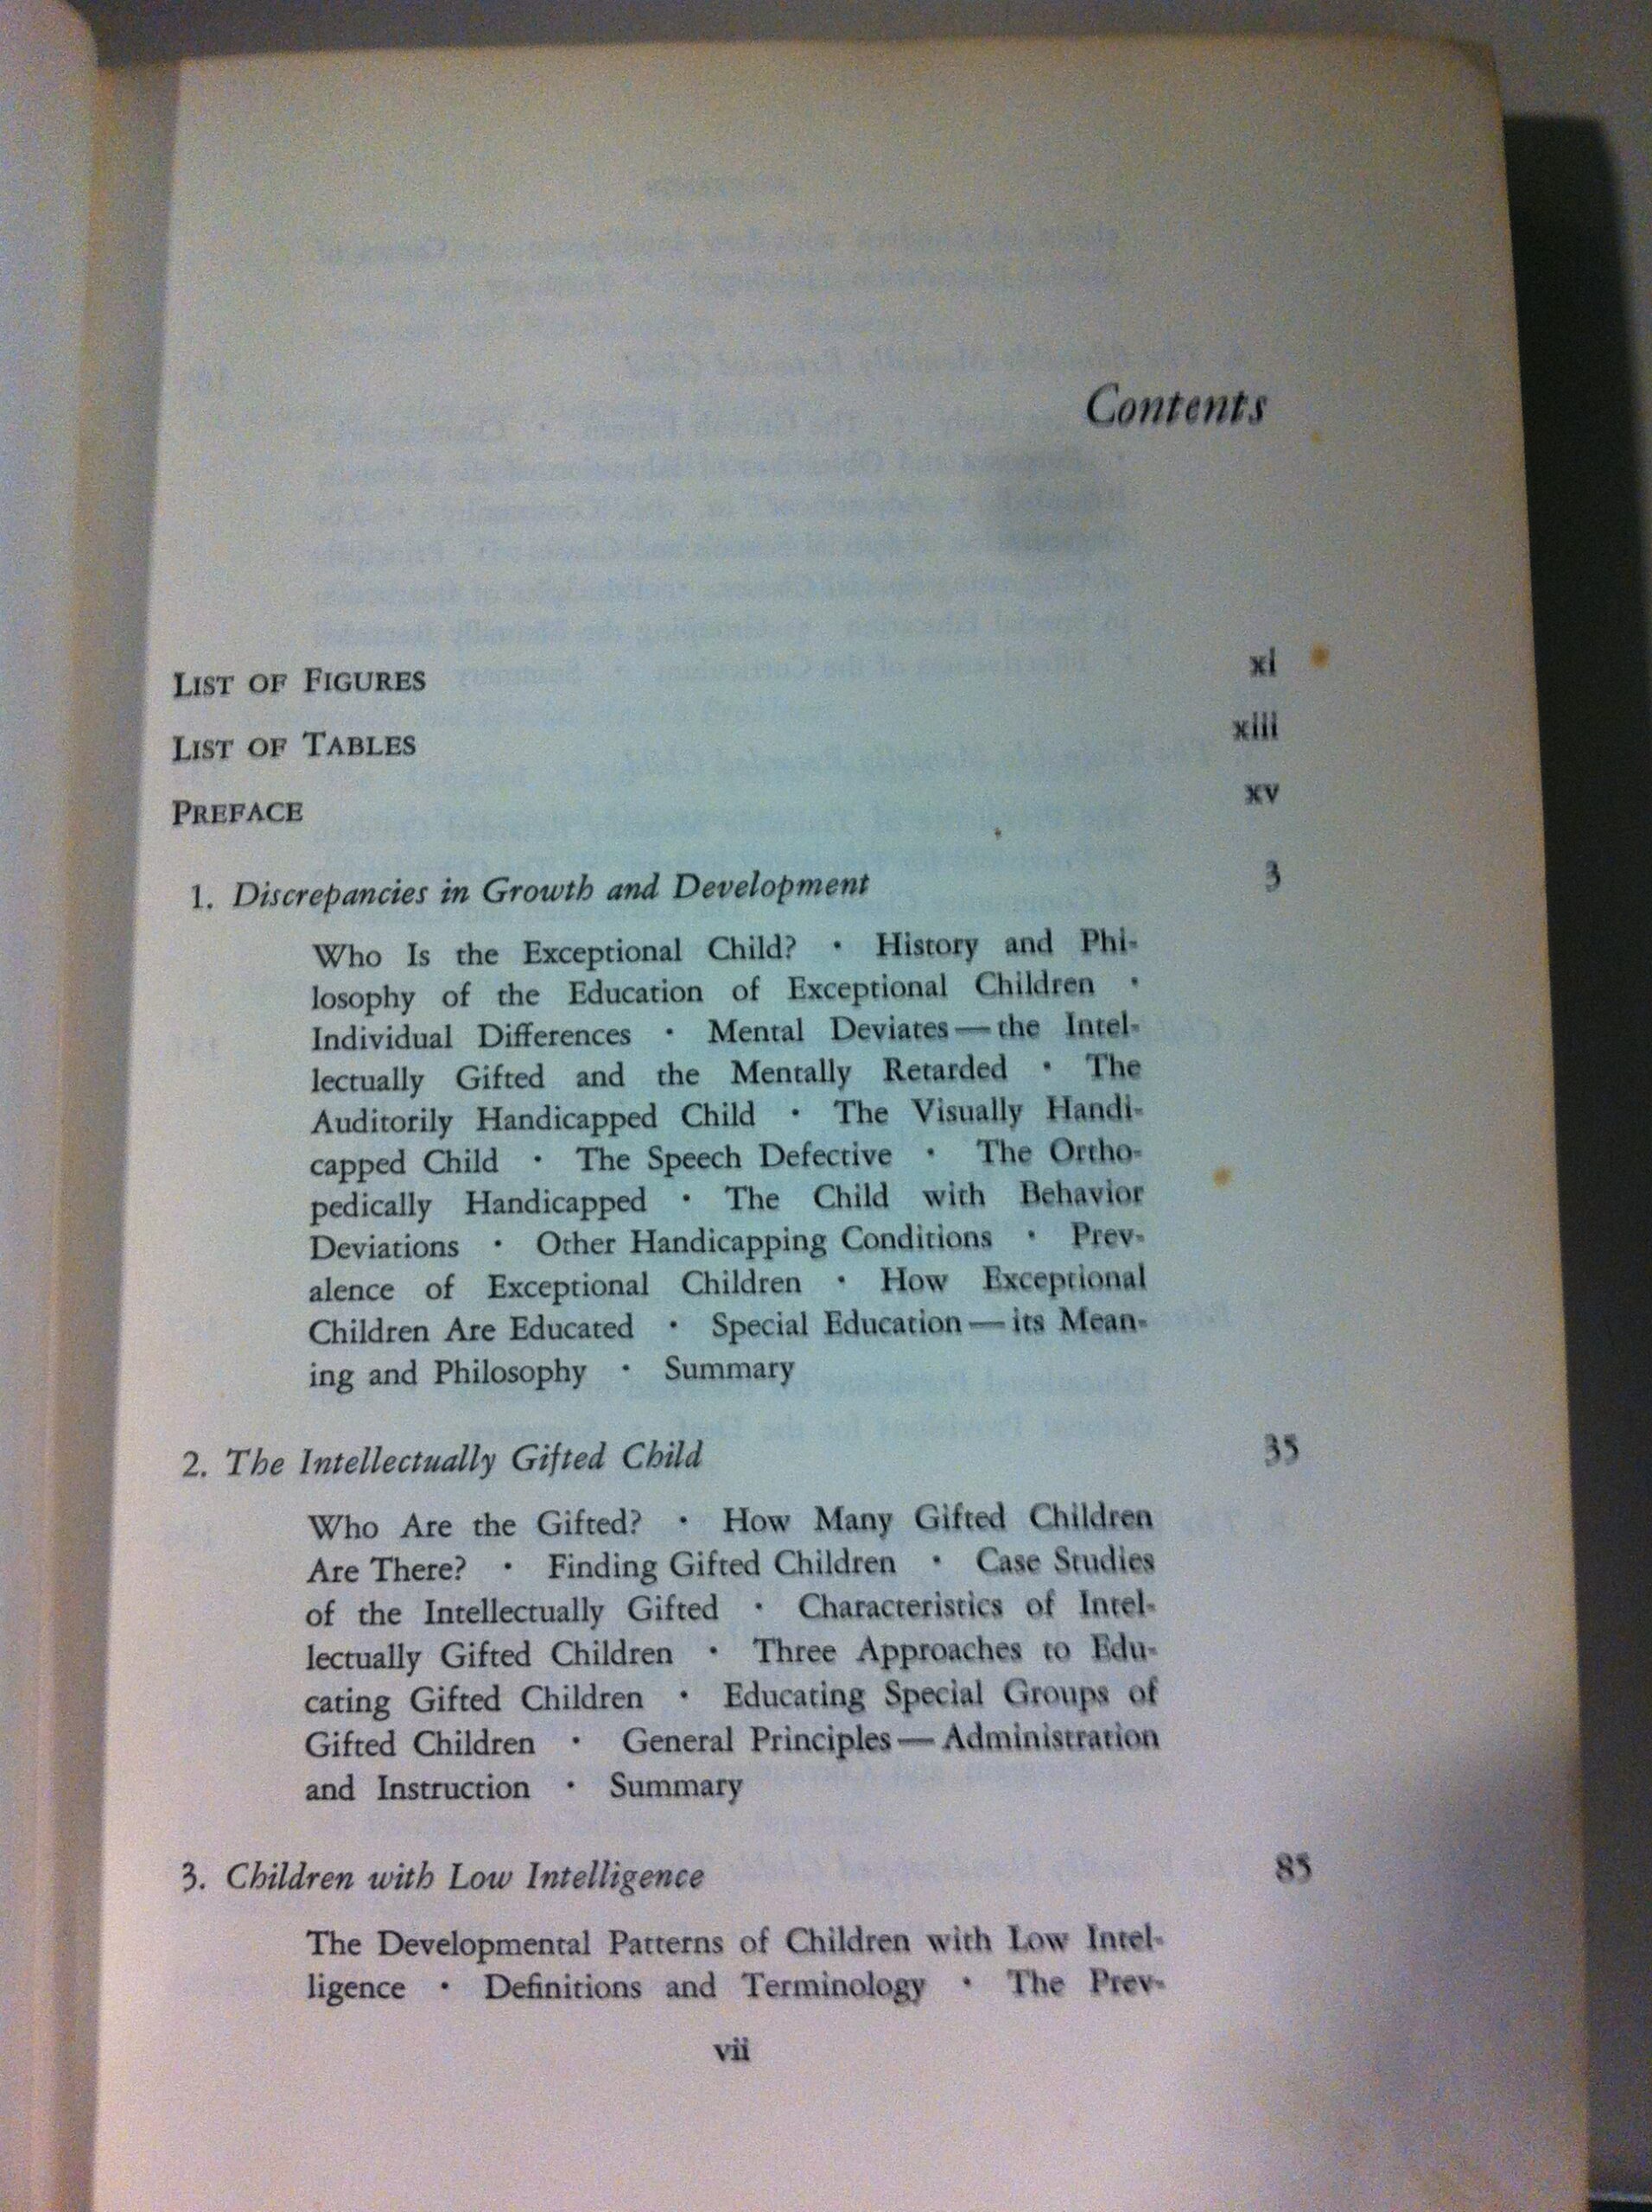 Contents
LIST OF FIGURES xi
LIST OF TABLES xiii
PREFACE xv
1. Discrepancies in Growth and Development 3
Who Is the Exceptional Child? · History and Phi-
losophy of the Education of Exceptional Children ·
Individual Differences · Mental Deviates — the Intel-
lectually Gifted and the Mentally Retarded · The
Auditorily Handicapped Child · The Visually Handi-
capped Child · The Speech Defective · The Ortho-
pedically Handicapped · The Child with Behavior
Deviations · Other Handicapping Conditions · Prev-
alence of Exceptional Children · How Exceptional
Children Are Educated · Special Education — its Mean-
ing and Philosophy · Summary
2. The Intellectually Gifted Child 35
Who Are the Gifted? · How Many Gifted Children
Are There? · Finding Gifted Children · Case Studies
of the Intellectually Gifted · Characteristics of Intel-
lectually Gifted Children · Three Approaches to Edu-
cating Gifted Children · Educating Special Groups of
Gifted Children · General Principles — Administration
and Instruction · Summary
3. Children with Low Intelligence 85
The Developmental Patterns of Children with Low Intel-
ligence · Definitions and Terminology · The Prev-
vii